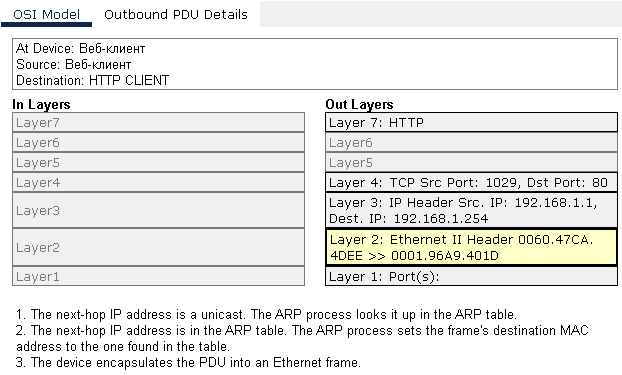 OSI Model Outbound PDU Details
At Device: Веб-клиент
Source: Веб-клиент
Destination: HTTP CLIENT
In Layers
Layer7
Layer6
Layer5
Layer4
Layer3
Layer2
Layer1
Out Layers
Layer 7: HTTP
Layer6
Layer5
Layer 4: TCP Src Port: 1029, Dst Port: 80
Layer 3: IP Header Src. IP: 192.168.1.1,
Dest. IP: 192.168.1.254
Layer 2: Ethernet II Header 0060.47CA.
4DEE >> 0001.96A9.401D
Layer 1: Port(s):
1. The next-hop IP address is a unicast. The ARP process looks it up in the ARP table.
2. The next-hop IP address is in the ARP table. The ARP process sets the frame's destination MAC
address to the one found in the table.
3. The device encapsulates the PDU into an Ethernet frame.